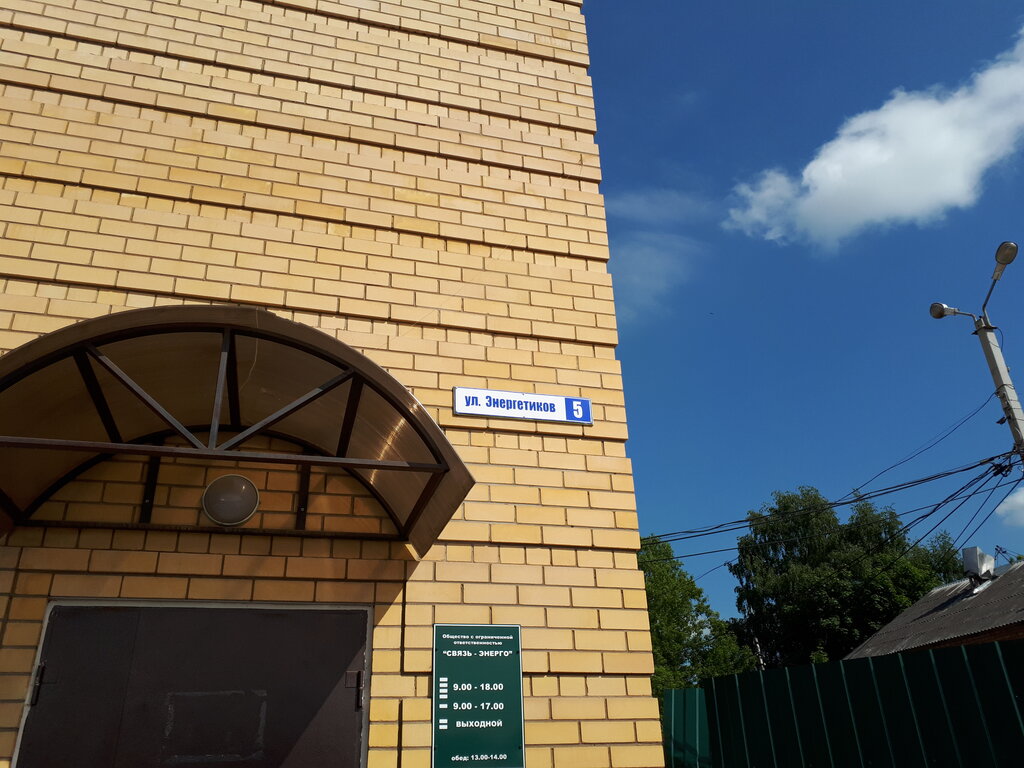 ул. Энергетиков 5
Общество с ограниченной
ответственностью
"СВЯЗЬ - ЭНЕРГО"
9.00 - 18.00
9.00 - 17.00
ВЫХОДНОЙ
обед: 13.00-14.00